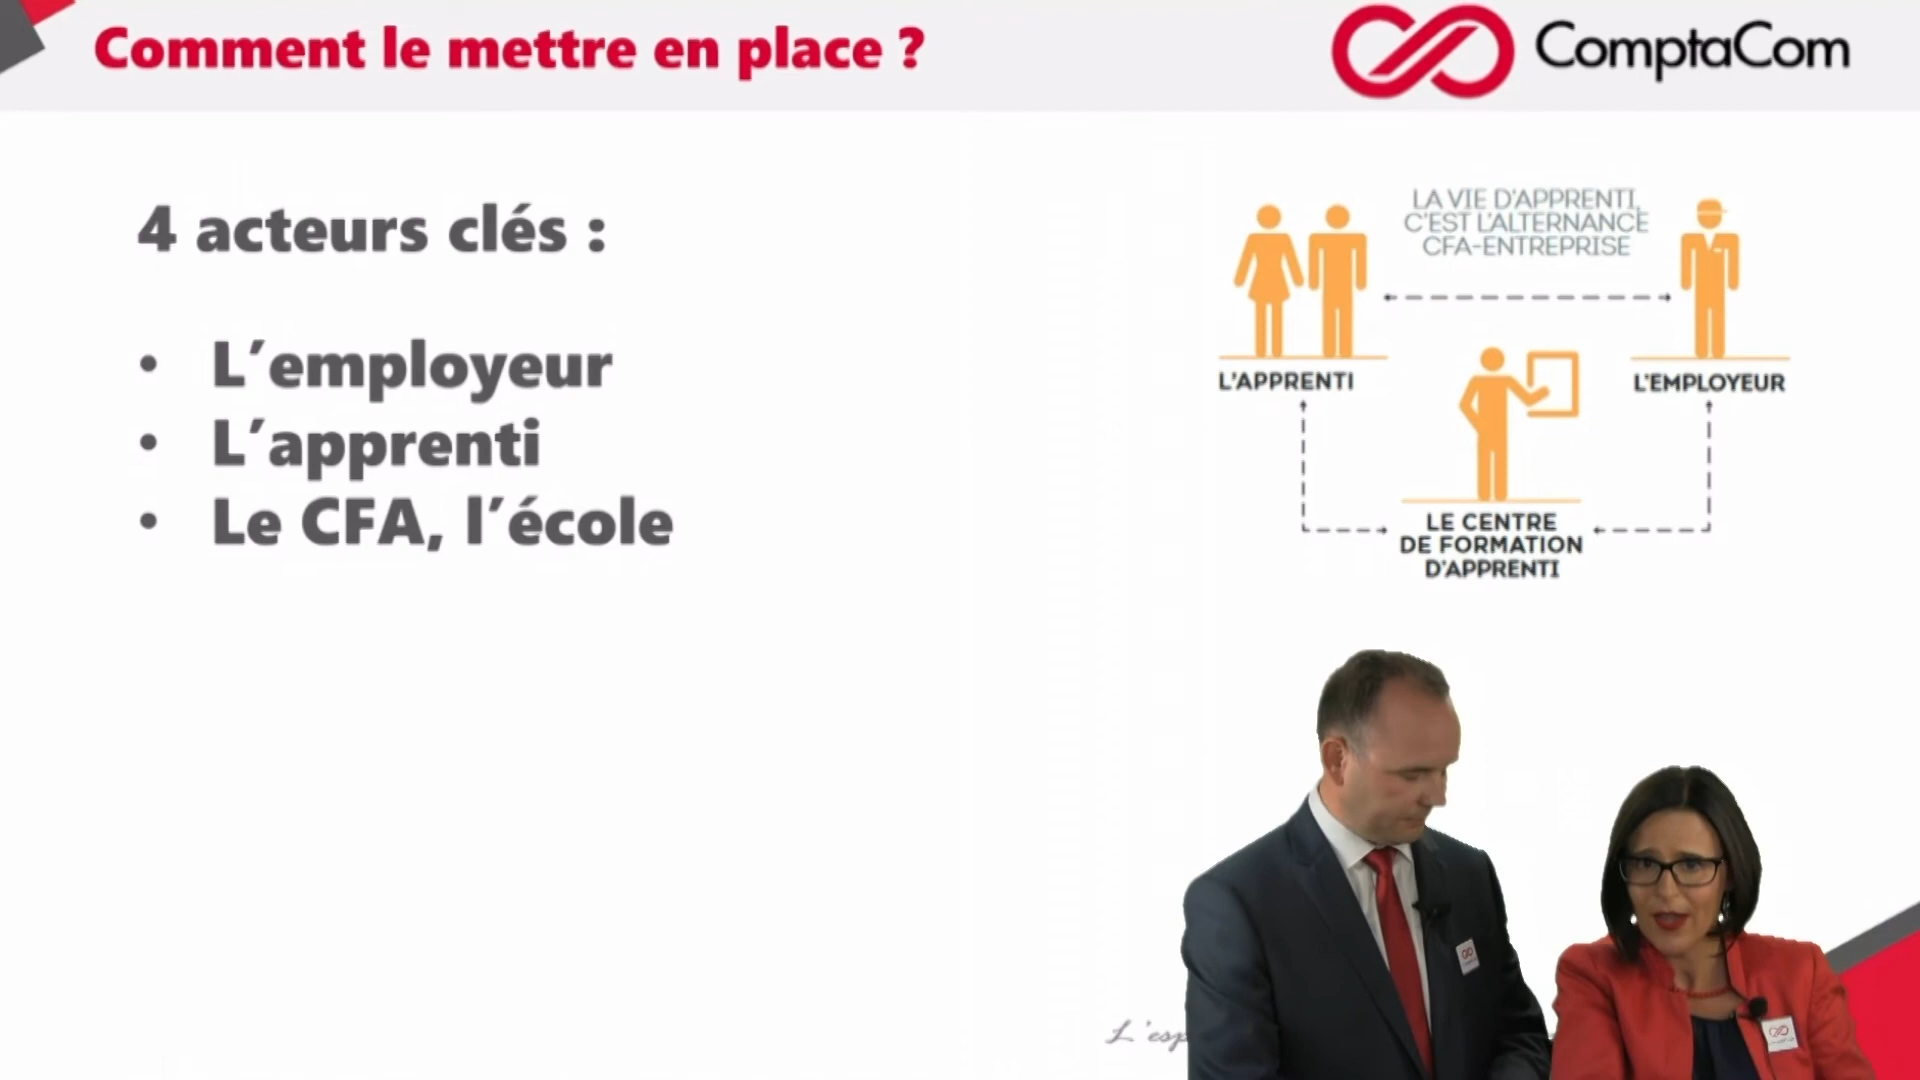 Comment le mettre en place ?
ComptaCom
4 acteurs clés :
• L'employeur
• L'apprenti
• Le CFA, l'école
LA VIE D'APPRENTI,
C'EST L'ALTERNANCE
CFA-ENTREPRISE
L'APPRENTI
L'EMPLOYEUR
LE CENTRE
DE FORMATION
D'APPRENTI